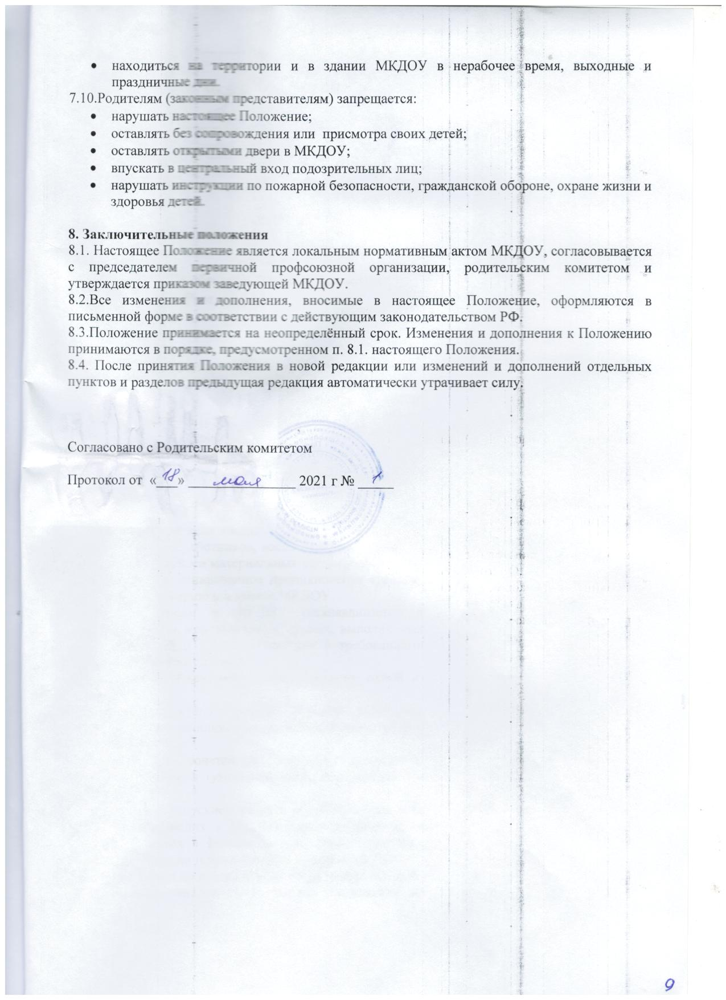 • находиться на территории и в здании МКДОУ в нерабочее время, выходные и
праздничные дни.
7.10.Родителям (законным представителям) запрещается:
• нарушать настоящее Положение;
• оставлять без сопровождения или присмотра своих детей;
• оставлять открытыми двери в МКДОУ;
• впускать в центральный вход подозрительных лиц;
• нарушать инструкции по пожарной безопасности, гражданской обороне, охране жизни и
здоровья детей.
8. Заключительные положения
8.1. Настоящее Положение является локальным нормативным актом МКДОУ, согласовывается
с председателем первичной профсоюзной организации, родительским комитетом и
утверждается приказом заведующей МКДОУ.
8.2.Все изменения и дополнения, вносимые в настоящее Положение, оформляются в
письменной форме в соответствии с действующим законодательством РФ.
8.3.Положение принимается на неопределённый срок. Изменения и дополнения к Положению
принимаются в порядке, предусмотренном п. 8.1. настоящего Положения.
8.4. После принятия Положения в новой редакции или изменений и дополнений отдельных
пунктов и разделов предыдущая редакция автоматически утрачивает силу.
Согласовано с Родительским комитетом
Протокол от «18» мая 2021 г № 1
9